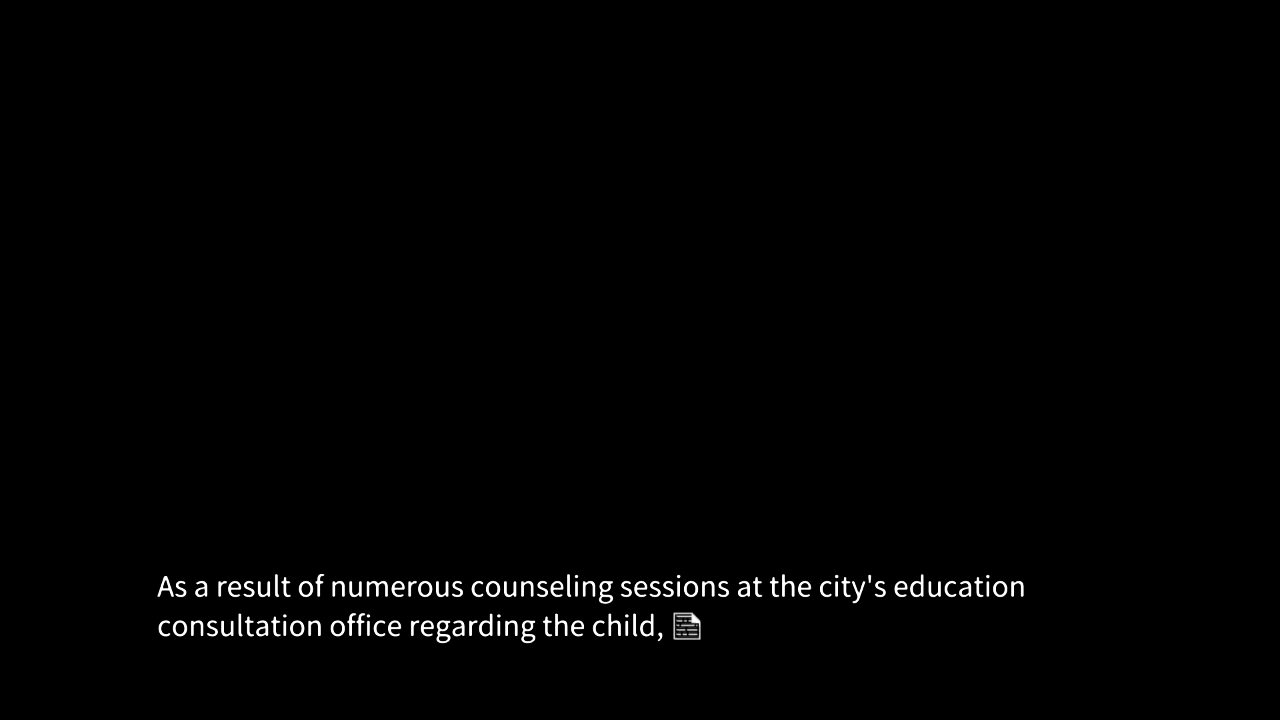 As a result of numerous counseling sessions at the city's education
consultation office regarding the child,